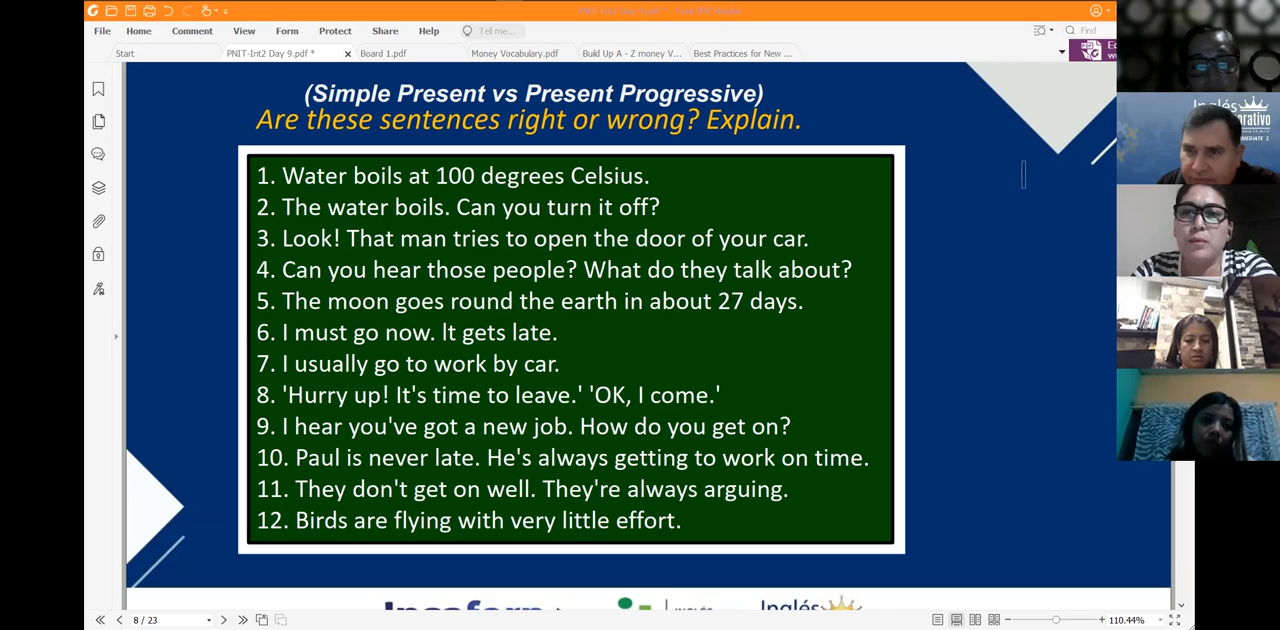 File Home Comment View Form Protect Share Help Tell me... Find
Start PNIT-Int2 Day 9.pdf * Board 1.pdf Money Vocabulary.pdf Build Up A - Z money V... Best Practices for New ...
(Simple Present vs Present Progressive)
Are these sentences right or wrong? Explain.
1. Water boils at 100 degrees Celsius.
2. The water boils. Can you turn it off?
3. Look! That man tries to open the door of your car.
4. Can you hear those people? What do they talk about?
5. The moon goes round the earth in about 27 days.
6. I must go now. lt gets late.
7. I usually go to work by car.
8. 'Hurry up! It's time to leave.' 'OK, I come.'
9. I hear you've got a new job. How do you get on?
10. Paul is never late. He's always getting to work on time.
11. They don't get on well. They're always arguing.
12. Birds are flying with very little effort.
Inglés
8 / 23
110.44%